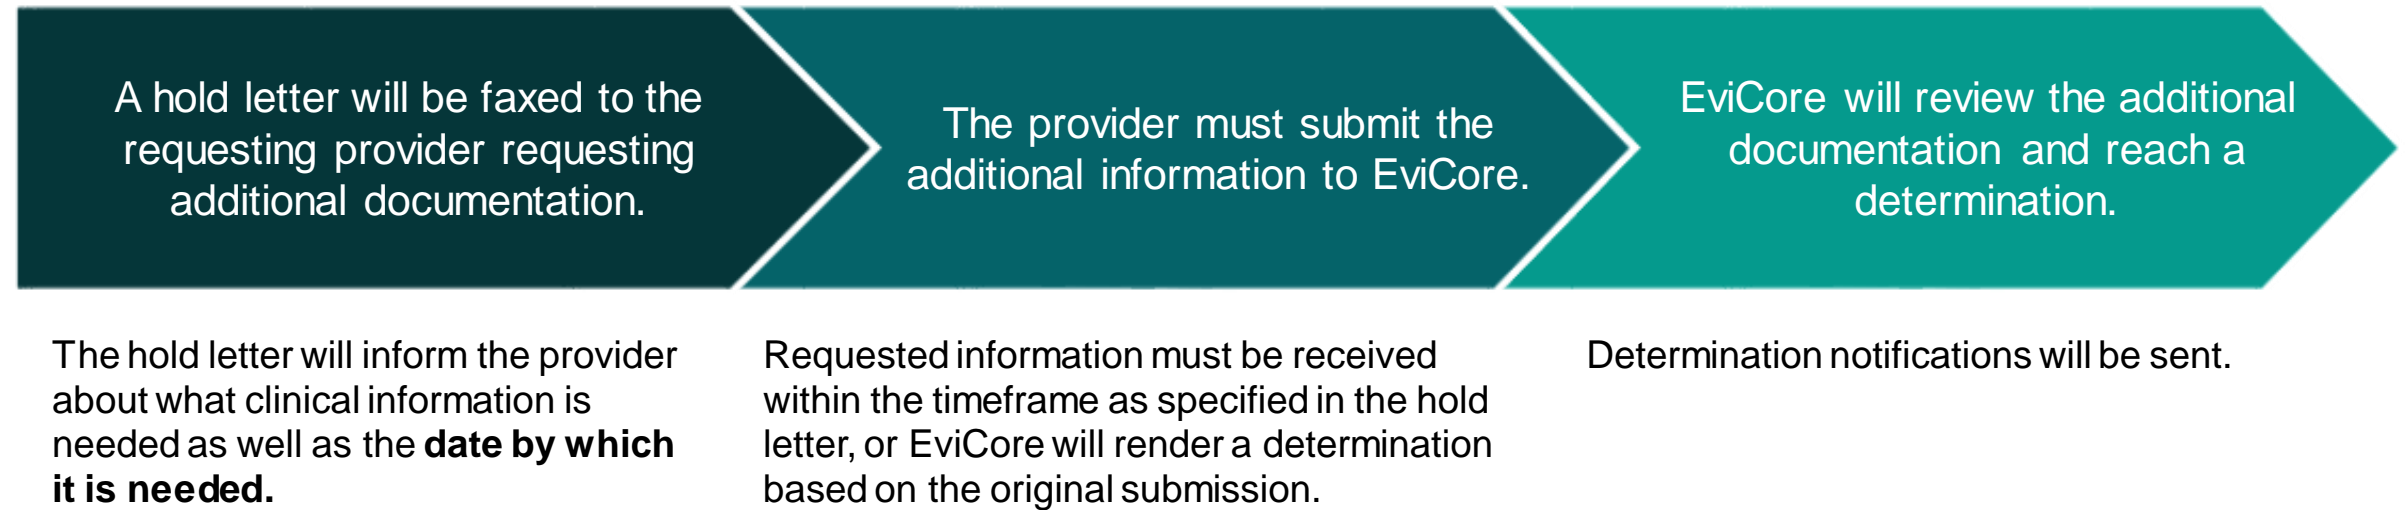 A hold letter will be faxed to the
requesting provider requesting
additional documentation.
The provider must submit the
additional information to EviCore.
EviCore will review the additional
documentation and reach a
determination.
The hold letter will inform the provider
about what clinical information is
needed as well as the date by which
it is needed.
Requested information must be received
within the timeframe as specified in the hold
letter, or EviCore will render a determination
based on the original submission.
Determination notifications will be sent.